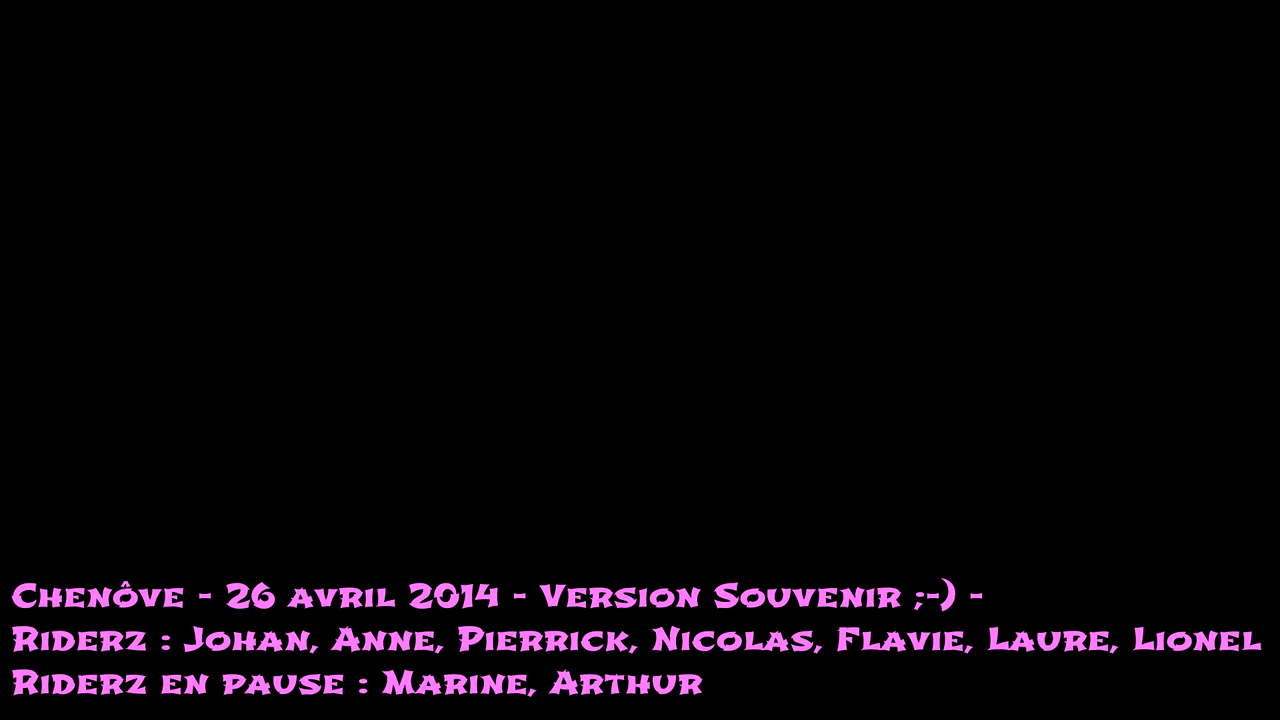 Chenôve - 26 avril 2014 - Version Souvenir ;-) -
Riderz : Johan, Anne, Pierrick, Nicolas, Flavie, Laure, Lionel
Riderz en pause : Marine, Arthur